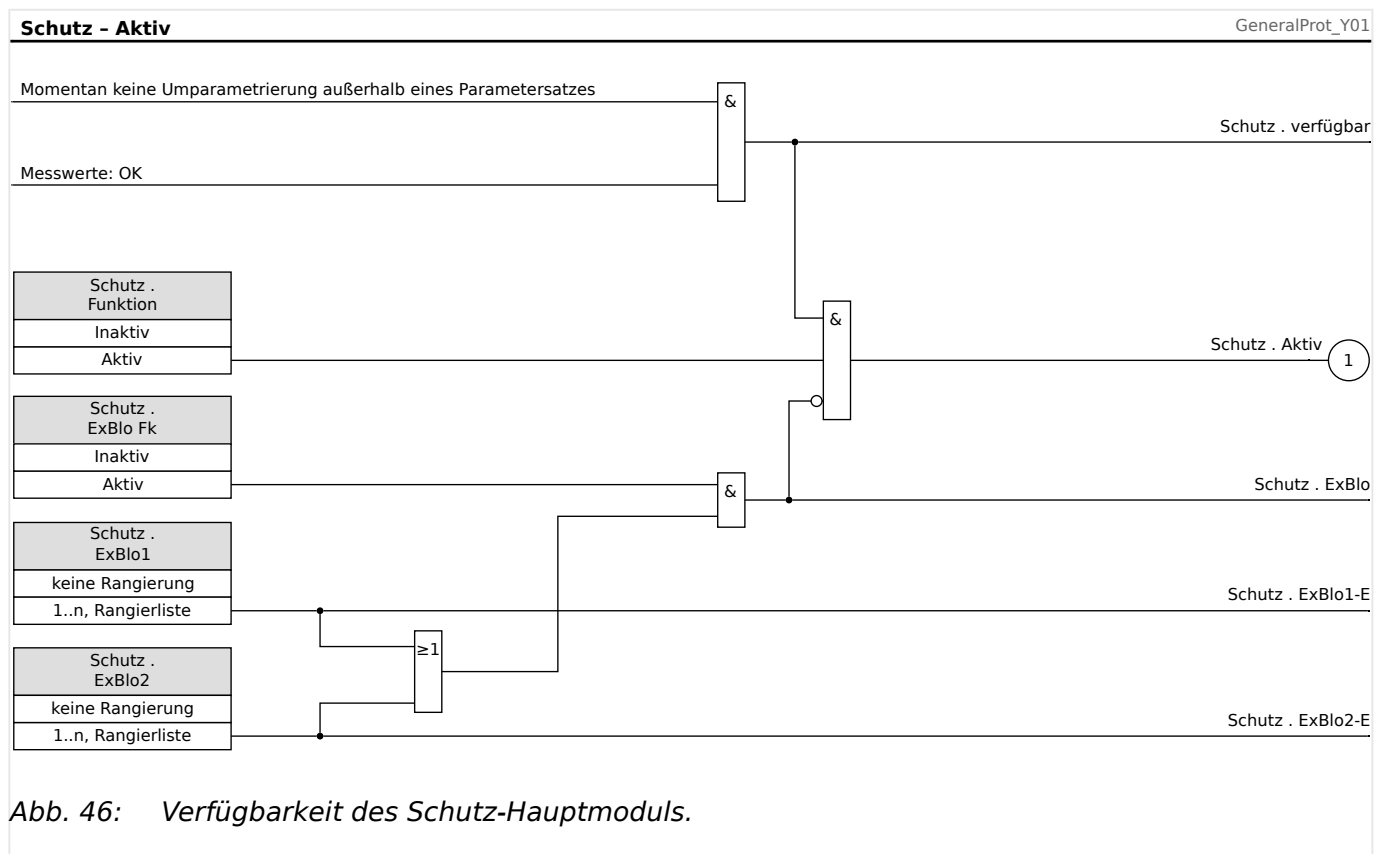 Schutz – Aktiv
GeneralProt_Y01
Momentan keine Umparametrierung außerhalb eines Parametersatzes
&
Schutz . verfügbar
Messwerte: OK
Schutz .
Funktion
Inaktiv
Aktiv
&
Schutz . Aktiv
1
Schutz .
ExBlo Fk
Inaktiv
Aktiv
&
Schutz . ExBlo
Schutz .
ExBlo1
keine Rangierung
1..n, Rangierliste
Schutz . ExBlo1-E
≥1
Schutz .
ExBlo2
keine Rangierung
1..n, Rangierliste
Schutz . ExBlo2-E
Abb. 46: Verfügbarkeit des Schutz-Hauptmoduls.